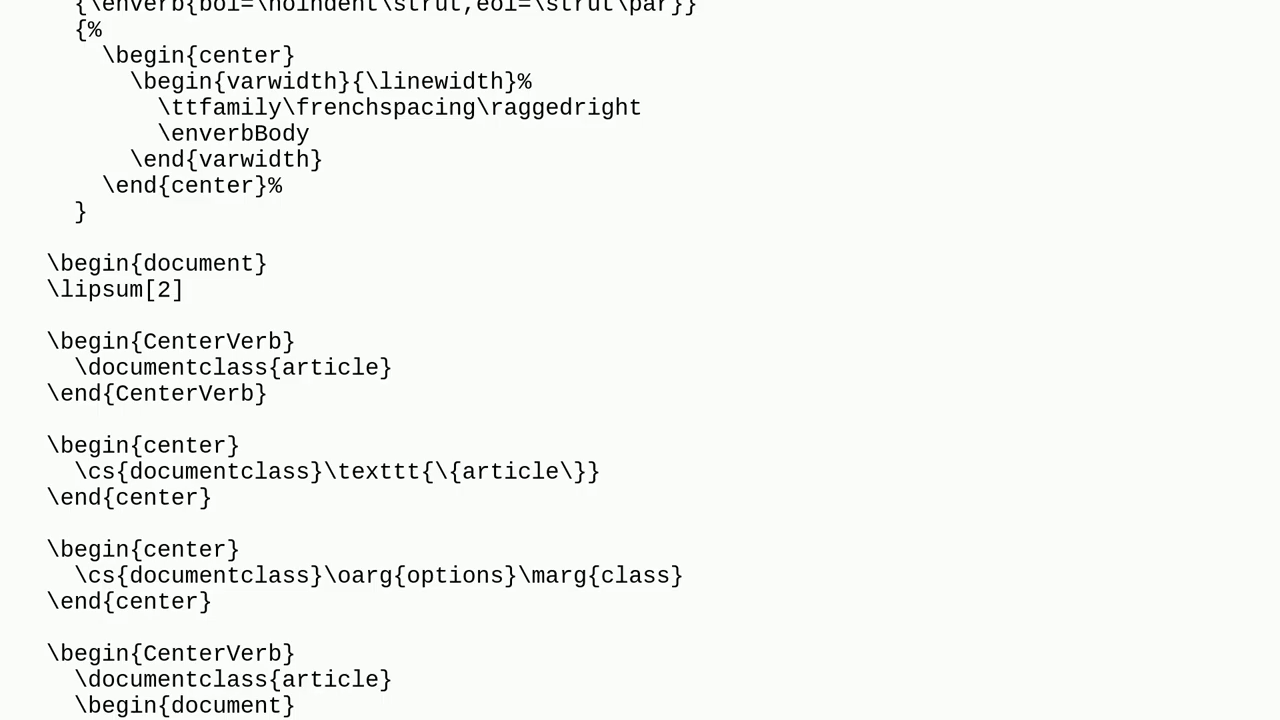 {\enverb{bol=\noindent\strut,eol=\strut\par}}
{%
\begin{center}
\begin{varwidth}{\linewidth}%
\ttfamily\frenchspacing\raggedright
\enverbBody
\end{varwidth}
\end{center}%
}
\begin{document}
\lipsum[2]
\begin{CenterVerb}
\documentclass{article}
\end{CenterVerb}
\begin{center}
\cs{documentclass}\texttt{\{article\}}
\end{center}
\begin{center}
\cs{documentclass}\oarg{options}\marg{class}
\end{center}
\begin{CenterVerb}
\documentclass{article}
\begin{document}